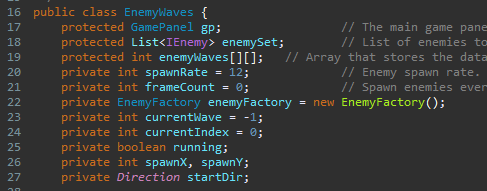 16 public class EnemyWaves {
17 protected GamePanel gp; // The main game pane
18 protected List<IEnemy> enemySet; // List of enemies to
19 protected int enemyWaves[][]; // Array that stores the data
20 private int spawnRate = 12; // Enemy spawn rate.
21 private int frameCount = 0; // Spawn enemies ever
22 private EnemyFactory enemyFactory = new EnemyFactory();
23 private int currentWave = -1;
24 private int currentIndex = 0;
25 private boolean running;
26 private int spawnX, spawnY;
27 private Direction startDir;